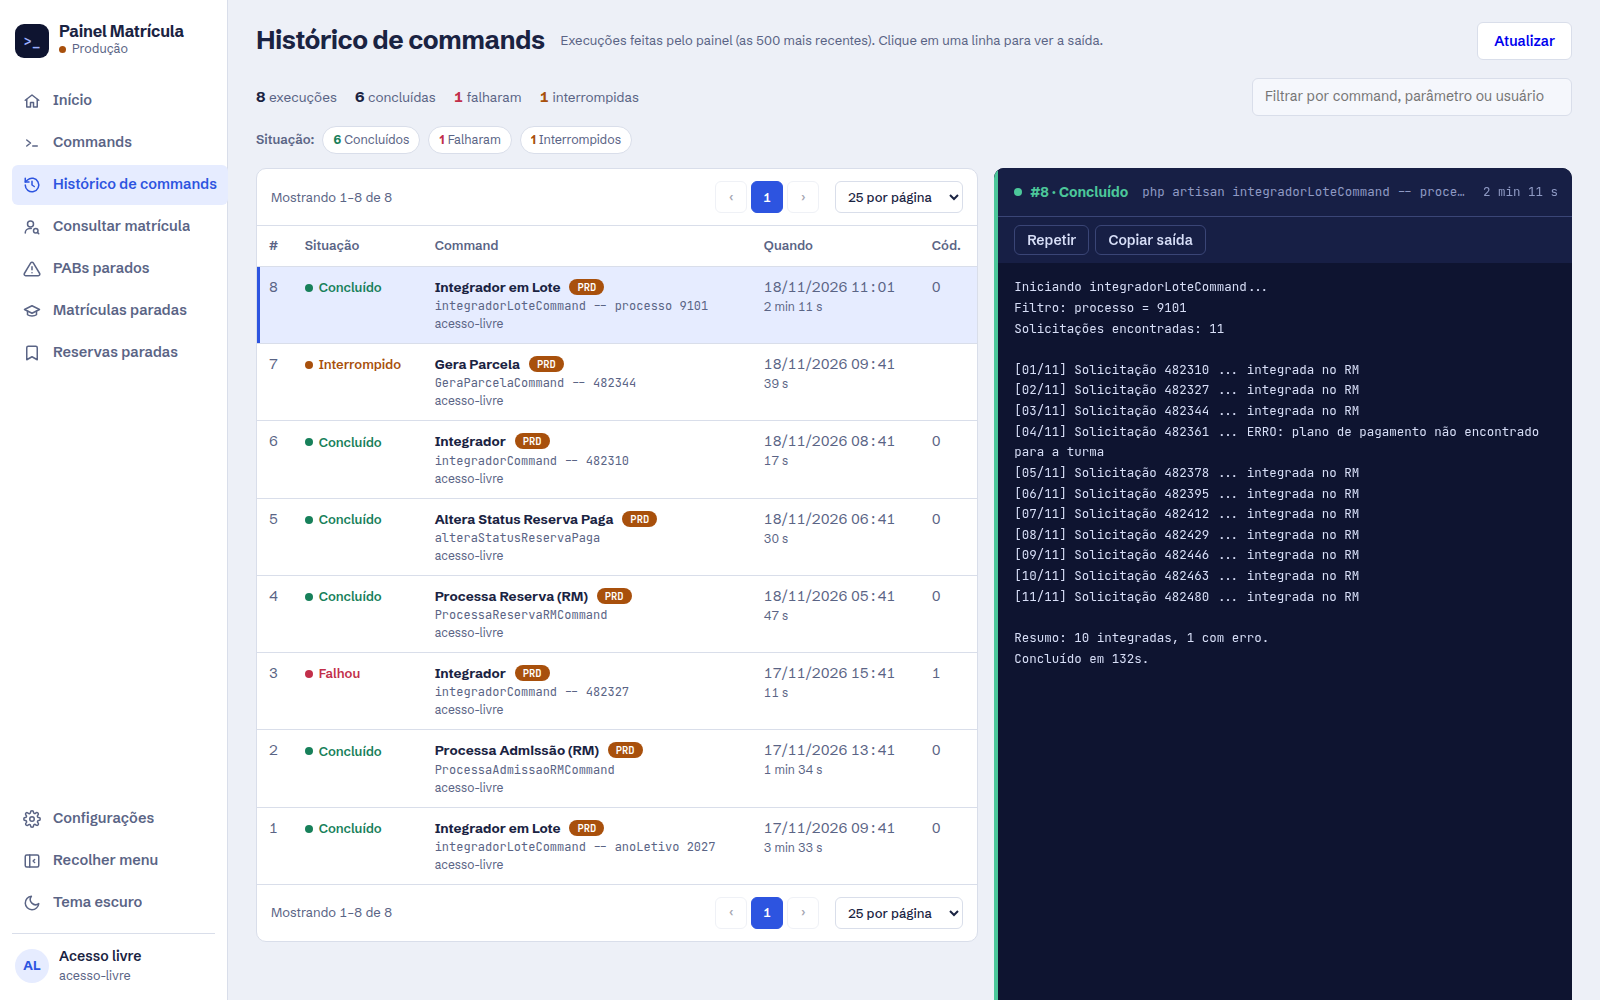 >_
Painel Matrícula
Produção
Início
Commands
Histórico de commands
Consultar matrícula
PABs parados
Matrículas paradas
Reservas paradas
Configurações
Recolher menu
Tema escuro
AL
Acesso livre
acesso-livre
Histórico de commands
Execuções feitas pelo painel (as 500 mais recentes). Clique em uma linha para ver a saída.
Atualizar
8 execuções 6 concluídas 1 falharam 1 interrompidas
Filtrar por command, parâmetro ou usuário
Situação: 6 Concluídos 1 Falharam 1 Interrompidos
Mostrando 1–8 de 8 ‹ 1 › 25 por página
# Situação Command Quando Cód.
8 Concluído Integrador em Lote PRD 18/11/2026 11:01 0
integradorLoteCommand -- processo 9101 2 min 11 s
acesso-livre
7 Interrompido Gera Parcela PRD 18/11/2026 09:41
GeraParcelaCommand -- 482344 39 s
acesso-livre
6 Concluído Integrador PRD 18/11/2026 08:41 0
integradorCommand -- 482310 17 s
acesso-livre
5 Concluído Altera Status Reserva Paga PRD 18/11/2026 06:41 0
alteraStatusReservaPaga 30 s
acesso-livre
4 Concluído Processa Reserva (RM) PRD 18/11/2026 05:41 0
ProcessaReservaRMCommand 47 s
acesso-livre
3 Falhou Integrador PRD 17/11/2026 15:41 1
integradorCommand -- 482327 11 s
acesso-livre
2 Concluído Processa Admissão (RM) PRD 17/11/2026 13:41 0
ProcessaAdmissaoRMCommand 1 min 34 s
acesso-livre
1 Concluído Integrador em Lote PRD 17/11/2026 09:41 0
integradorLoteCommand -- anoLetivo 2027 3 min 33 s
acesso-livre
Mostrando 1–8 de 8 ‹ 1 › 25 por página
#8 · Concluído php artisan integradorLoteCommand -- proce… 2 min 11 s
Repetir Copiar saída
Iniciando integradorLoteCommand...
Filtro: processo = 9101
Solicitações encontradas: 11
[01/11] Solicitação 482310 ... integrada no RM
[02/11] Solicitação 482327 ... integrada no RM
[03/11] Solicitação 482344 ... integrada no RM
[04/11] Solicitação 482361 ... ERRO: plano de pagamento não encontrado
para a turma
[05/11] Solicitação 482378 ... integrada no RM
[06/11] Solicitação 482395 ... integrada no RM
[07/11] Solicitação 482412 ... integrada no RM
[08/11] Solicitação 482429 ... integrada no RM
[09/11] Solicitação 482446 ... integrada no RM
[10/11] Solicitação 482463 ... integrada no RM
[11/11] Solicitação 482480 ... integrada no RM
Resumo: 10 integradas, 1 com erro.
Concluído em 132s.